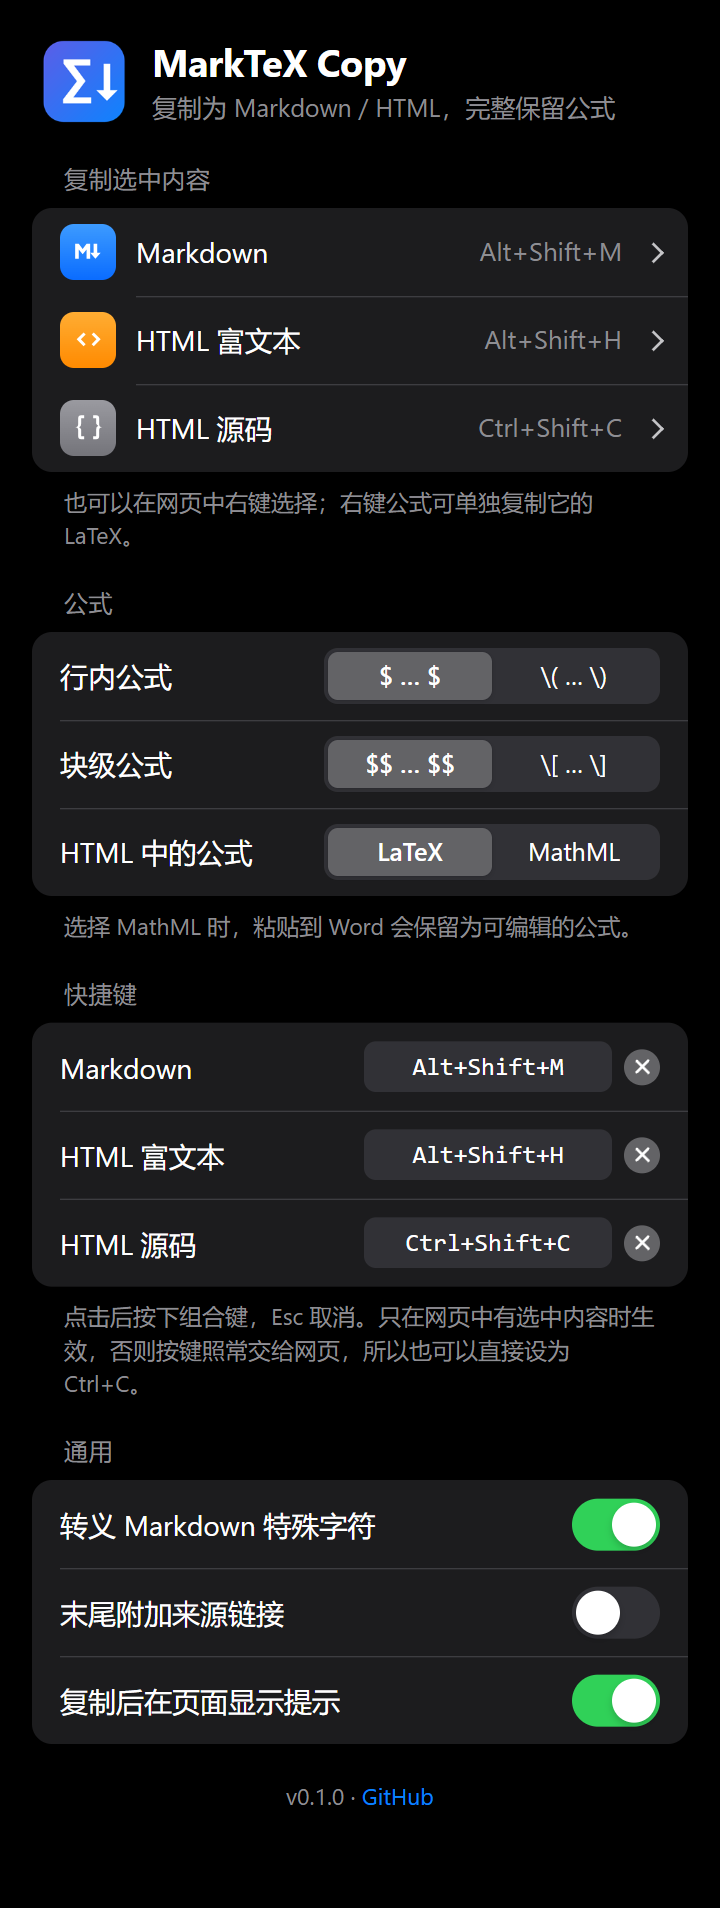 MarkTeX Copy
复制为 Markdown / HTML，完整保留公式
复制选中内容
M↓ Markdown Alt+Shift+M
<> HTML 富文本 Alt+Shift+H
{ } HTML 源码 Ctrl+Shift+C
也可以在网页中右键选择；右键公式可单独复制它的
LaTeX。
公式
行内公式 $ ... $ \( ... \)
块级公式 $$ ... $$ \[ ... \]
HTML 中的公式 LaTeX MathML
选择 MathML 时，粘贴到 Word 会保留为可编辑的公式。
快捷键
Markdown Alt+Shift+M
HTML 富文本 Alt+Shift+H
HTML 源码 Ctrl+Shift+C
点击后按下组合键，Esc 取消。只在网页中有选中内容时生
效，否则按键照常交给网页，所以也可以直接设为
Ctrl+C。
通用
转义 Markdown 特殊字符
末尾附加来源链接
复制后在页面显示提示
v0.1.0 · GitHub